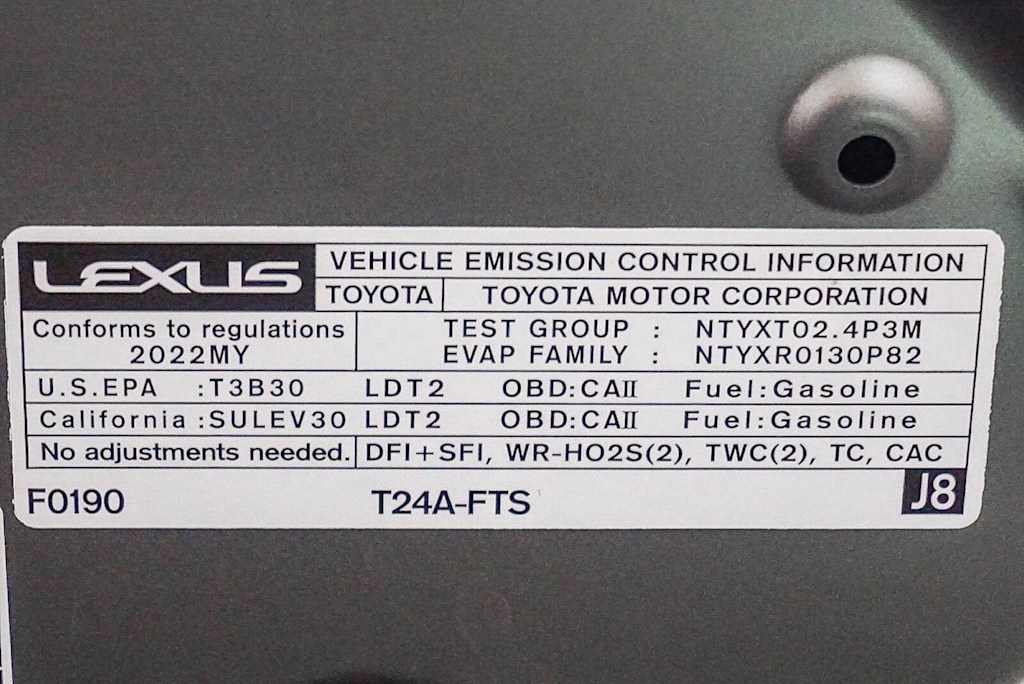 LEXUS VEHICLE EMISSION CONTROL INFORMATION
TOYOTA TOYOTA MOTOR CORPORATION
Conforms to regulations TEST GROUP : NTYXT02.4P3M
2022MY EVAP FAMILY : NTYXR0130P82
U.S.EPA :T3B30 LDT2 OBD:CAII Fuel:Gasoline
California :SULEV30 LDT2 OBD:CAII Fuel:Gasoline
No adjustments needed. DFI+SFI, WR-HO2S(2), TWC(2), TC, CAC
F0190 T24A-FTS J8